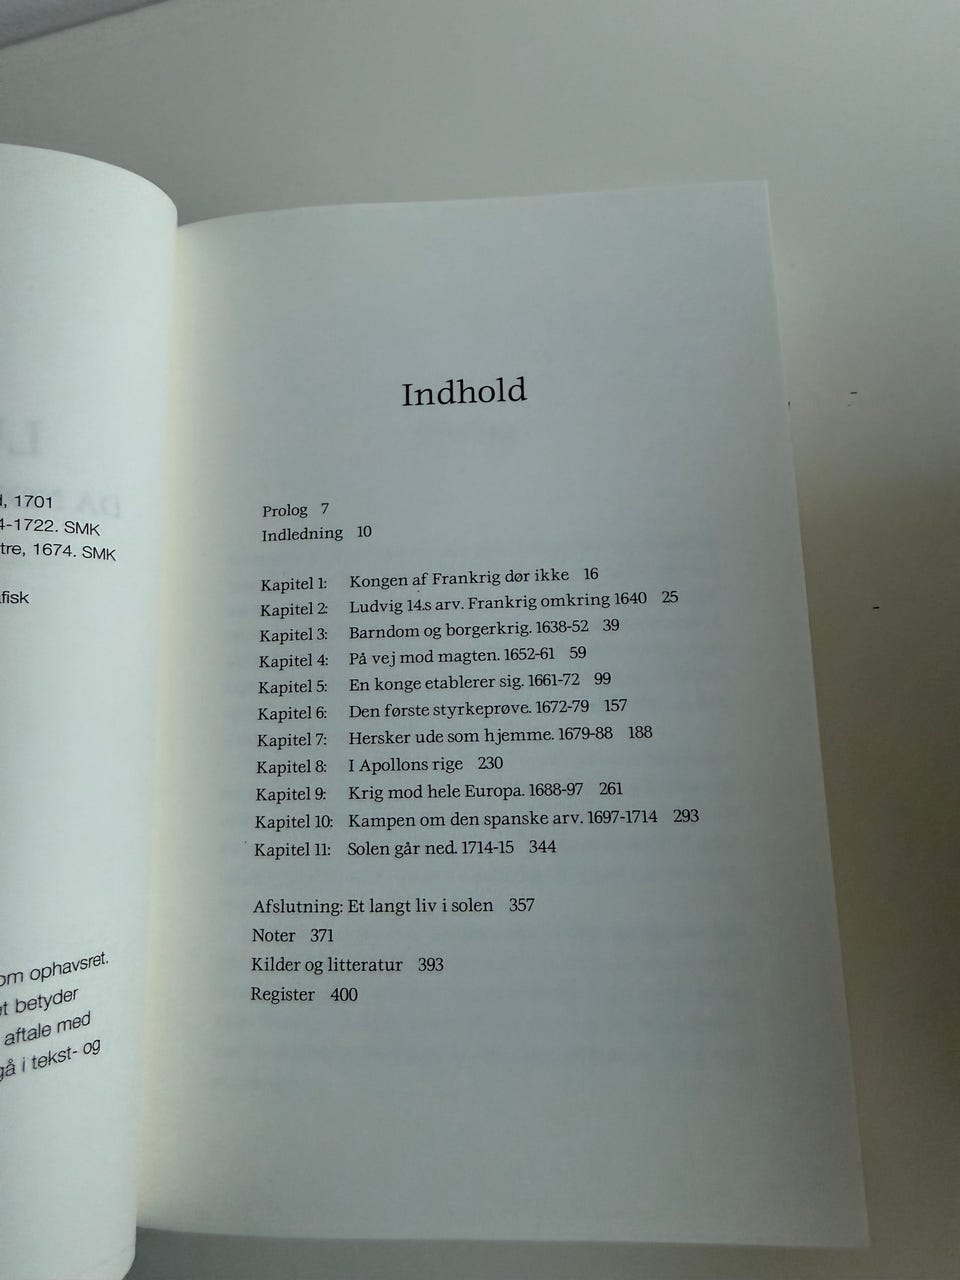 , 1701
4-1722. SMK
tre, 1674. SMK
fisk
om ophavsret.
et betyder
aftale med
gå i tekst- og
Indhold
Prolog 7
Indledning 10
Kapitel 1: Kongen af Frankrig dør ikke 16
Kapitel 2: Ludvig 14.s arv. Frankrig omkring 1640 25
Kapitel 3: Barndom og borgerkrig. 1638-52 39
Kapitel 4: På vej mod magten. 1652-61 59
Kapitel 5: En konge etablerer sig. 1661-72 99
Kapitel 6: Den første styrkeprøve. 1672-79 157
Kapitel 7: Hersker ude som hjemme. 1679-88 188
Kapitel 8: I Apollons rige 230
Kapitel 9: Krig mod hele Europa. 1688-97 261
Kapitel 10: Kampen om den spanske arv. 1697-1714 293
Kapitel 11: Solen går ned. 1714-15 344
Afslutning: Et langt liv i solen 357
Noter 371
Kilder og litteratur 393
Register 400